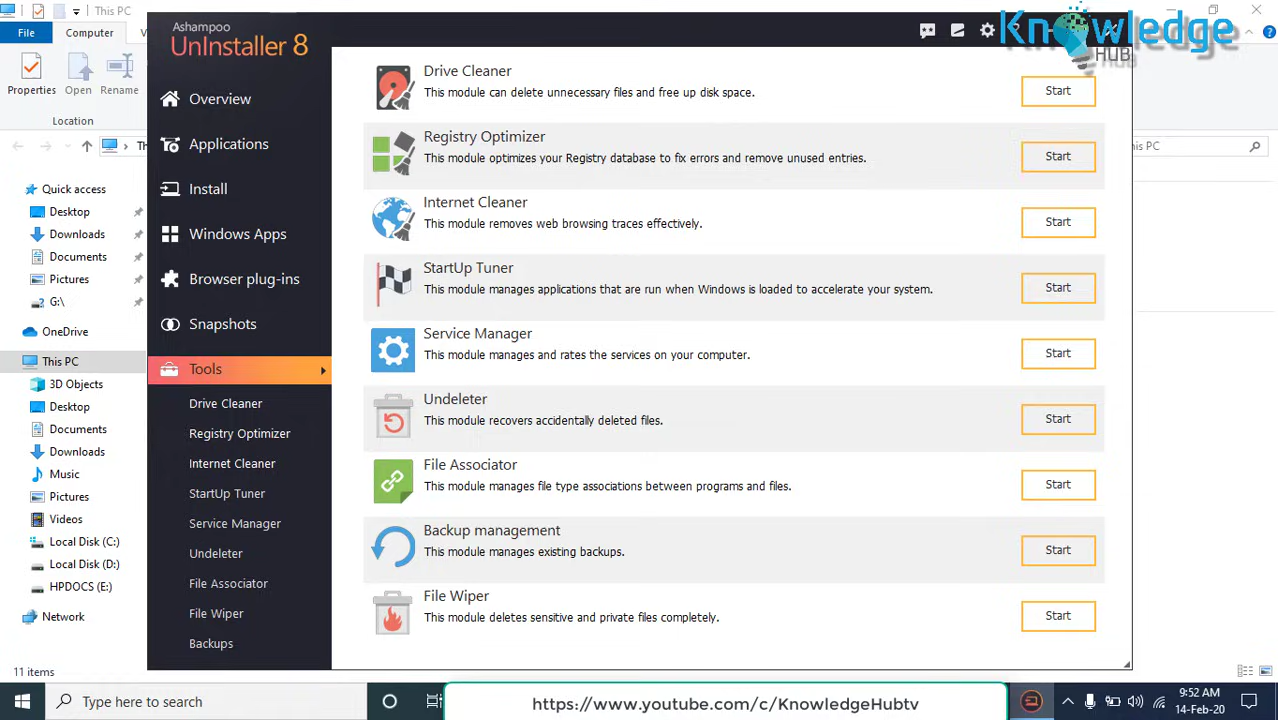 This PC
File
Computer
V
Properties
Open
Rename
Location
Th
his PC
Quick access
Desktop
Downloads
Documents
Pictures
G:\
OneDrive
This PC
3D Objects
Desktop
Documents
Downloads
Music
Pictures
Videos
Local Disk (C:)
Local Disk (D:)
HPDOCS (E:)
Network
11 items
Ashampoo
UnInstaller 8
Overview
Applications
Install
Windows Apps
Browser plug-ins
Snapshots
Tools
Drive Cleaner
Registry Optimizer
Internet Cleaner
StartUp Tuner
Service Manager
Undeleter
File Associator
File Wiper
Backups
Knowledge
HUB
Drive Cleaner
This module can delete unnecessary files and free up disk space.
Start
Registry Optimizer
This module optimizes your Registry database to fix errors and remove unused entries.
Start
Internet Cleaner
This module removes web browsing traces effectively.
Start
StartUp Tuner
This module manages applications that are run when Windows is loaded to accelerate your system.
Start
Service Manager
This module manages and rates the services on your computer.
Start
Undeleter
This module recovers accidentally deleted files.
Start
File Associator
This module manages file type associations between programs and files.
Start
Backup management
This module manages existing backups.
Start
File Wiper
This module deletes sensitive and private files completely.
Start
Type here to search
https://www.youtube.com/c/KnowledgeHubtv
9:52 AM
14-Feb-20